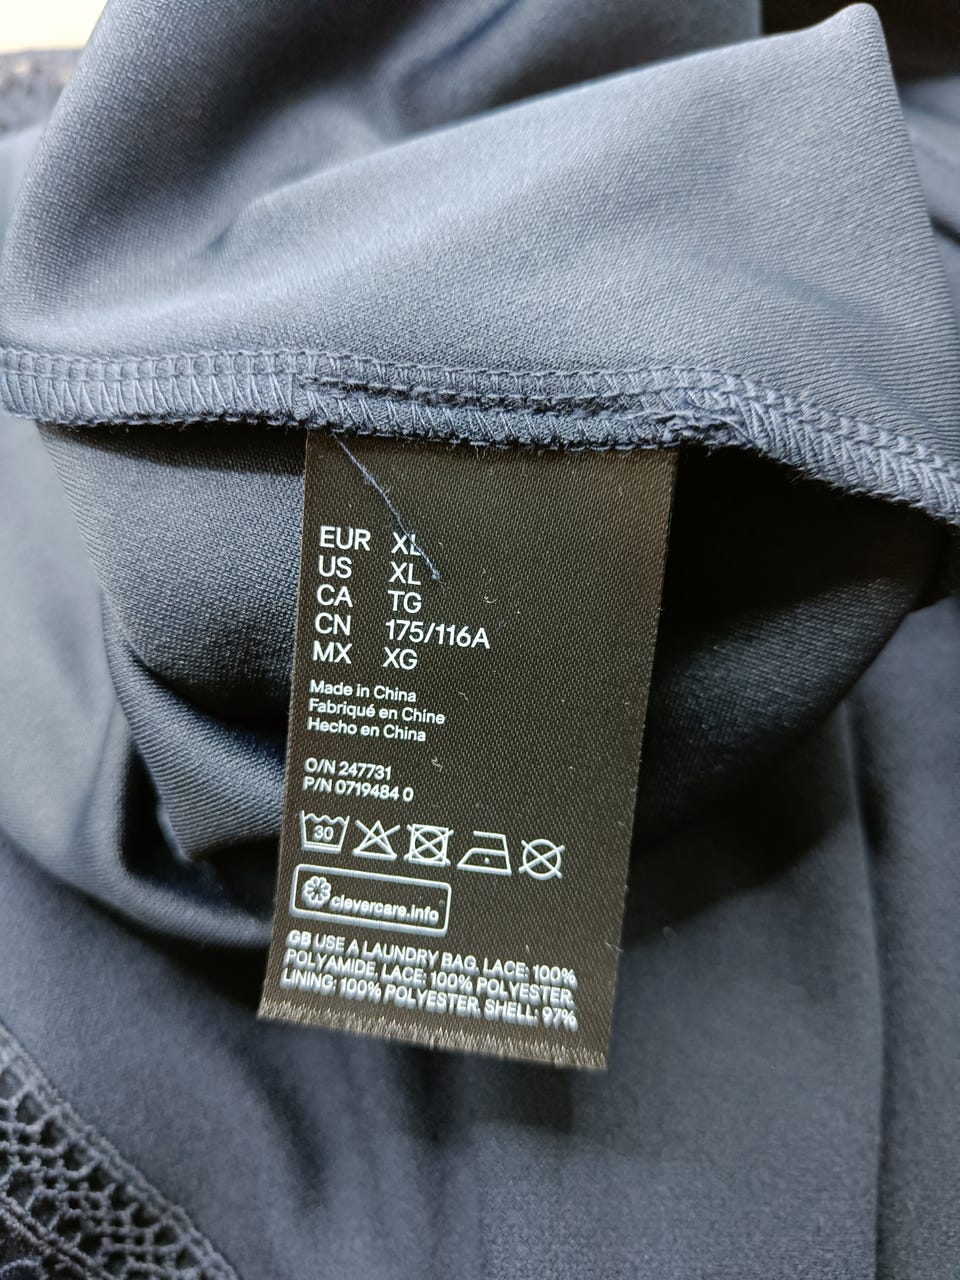 EUR XL
US XL
CA TG
CN 175/116A
MX XG
Made in China
Fabriqué en Chine
Hecho en China
O/N 247731
P/N 0719484 0
30
clevercare.info
GB USE A LAUNDRY BAG, LACE: 100%
POLYAMIDE, LACE: 100% POLYESTER,
LINING: 100% POLYESTER, SHELL: 97%